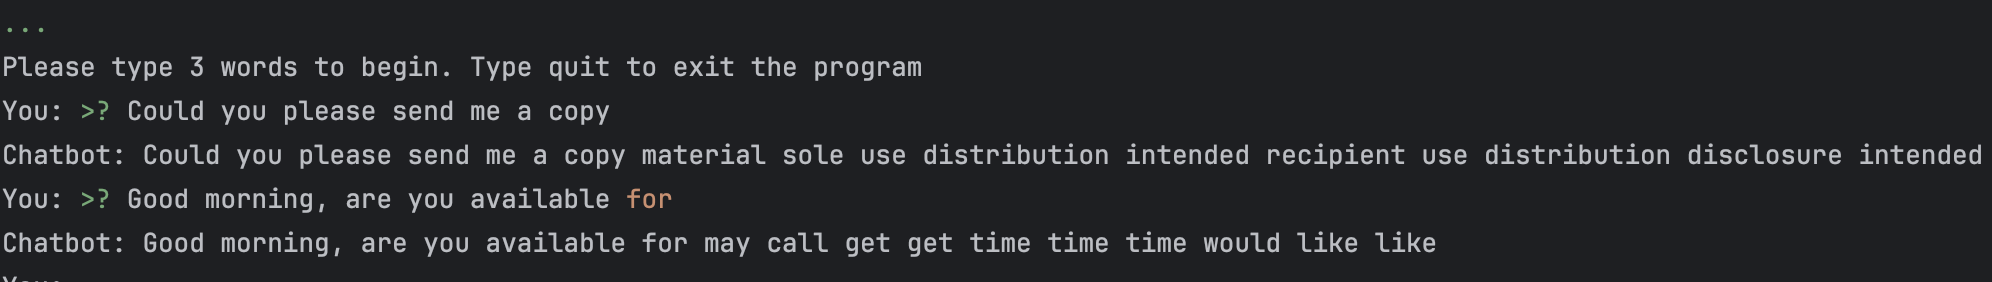 ...
Please type 3 words to begin. Type quit to exit the program
You: >? Could you please send me a copy
Chatbot: Could you please send me a copy material sole use distribution intended recipient use distribution disclosure intended
You: >? Good morning, are you available for
Chatbot: Good morning, are you available for may call get get time time time would like like